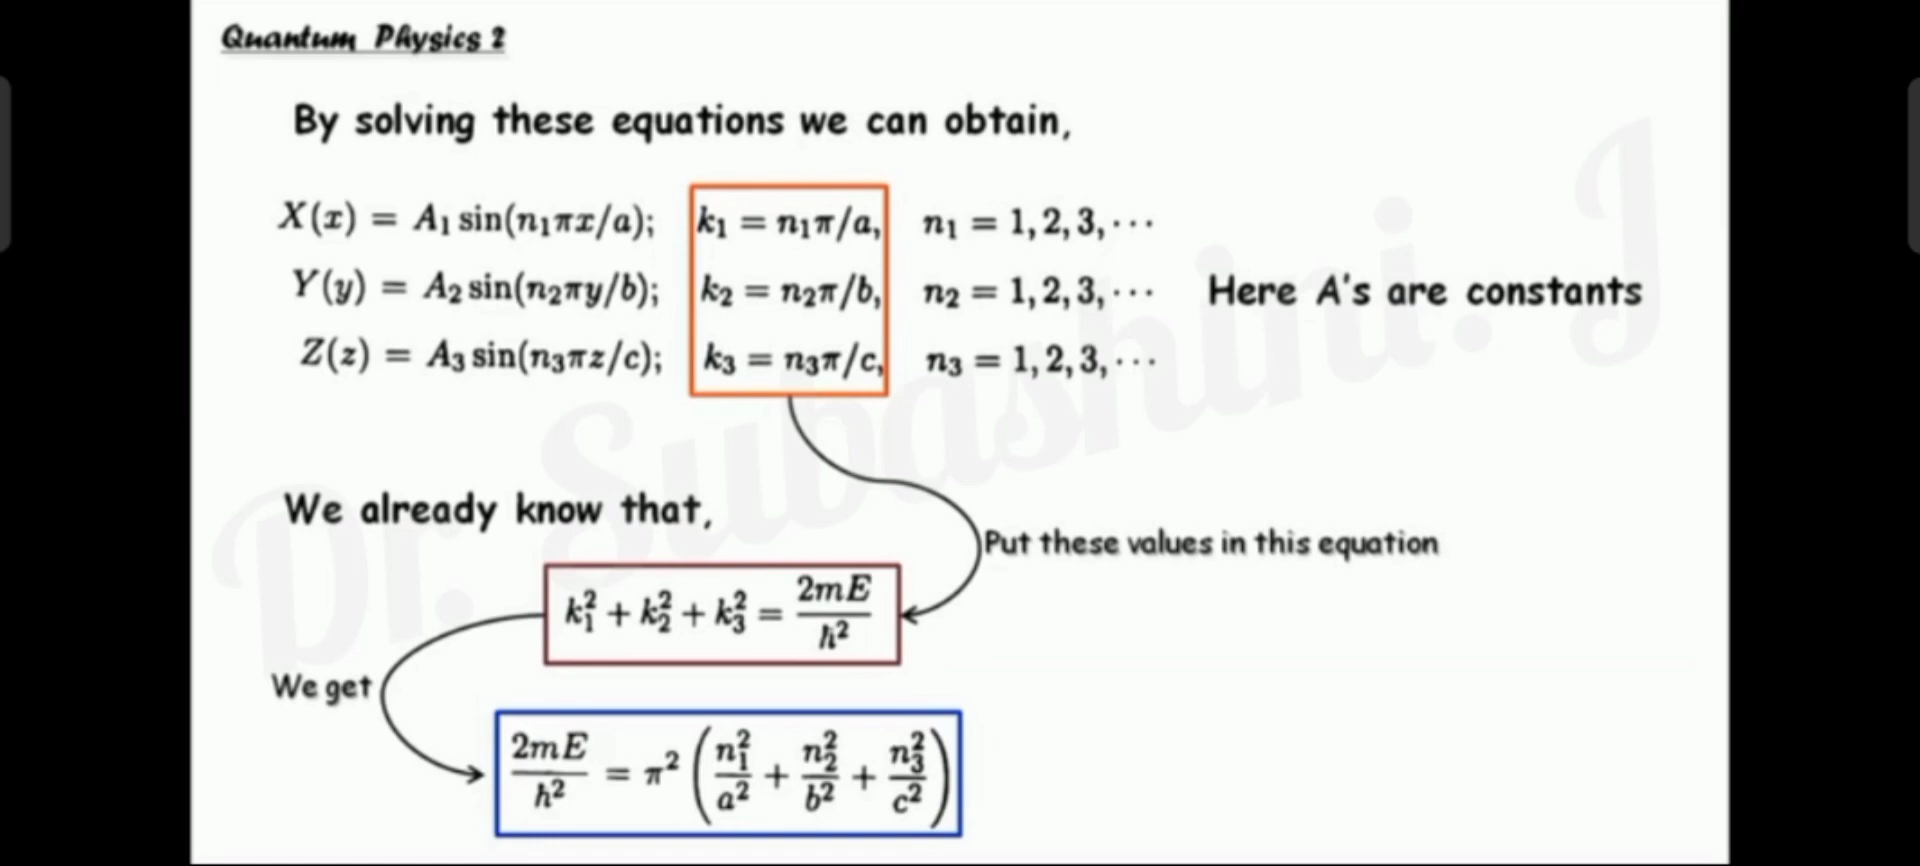 Quantum Physics 2
By solving these equations we can obtain,
X(x) = A₁ sin(n₁πx/a); k₁ = n₁π/a, n₁ = 1, 2, 3, ···
Y(y) = A₂ sin(n₂πy/b); k₂ = n₂π/b, n₂ = 1, 2, 3, ··· Here A's are constants
Z(z) = A₃ sin(n₃πz/c); k₃ = n₃π/c, n₃ = 1, 2, 3, ···
We already know that,
Put these values in this equation
k₁² + k₂² + k₃² = 2mE/ħ²
We get
2mE/ħ² = π² (n₁²/a² + n₂²/b² + n₃²/c²)
Dr. Subashini. J